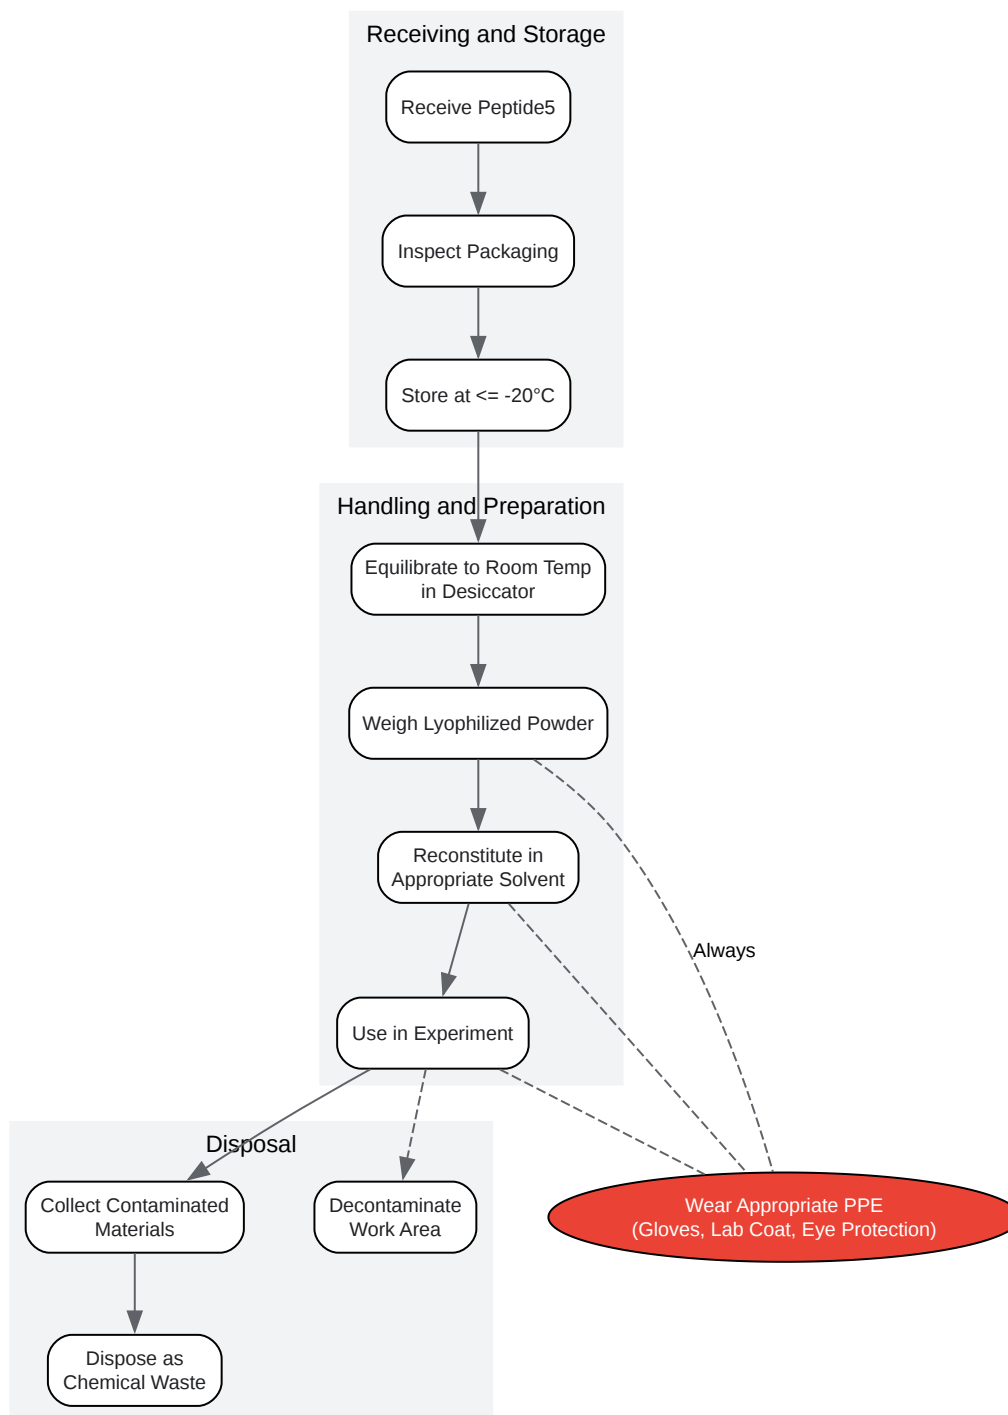 Receiving and Storage
Receive Peptide5
Inspect Packaging
Store at <= -20°C
Handling and Preparation
Equilibrate to Room Temp
in Desiccator
Weigh Lyophilized Powder
Reconstitute in
Appropriate Solvent
Always
Use in Experiment
Disposal
Collect Contaminated
Materials
Decontaminate
Work Area
Wear Appropriate PPE
(Gloves, Lab Coat, Eye Protection)
Dispose as
Chemical Waste